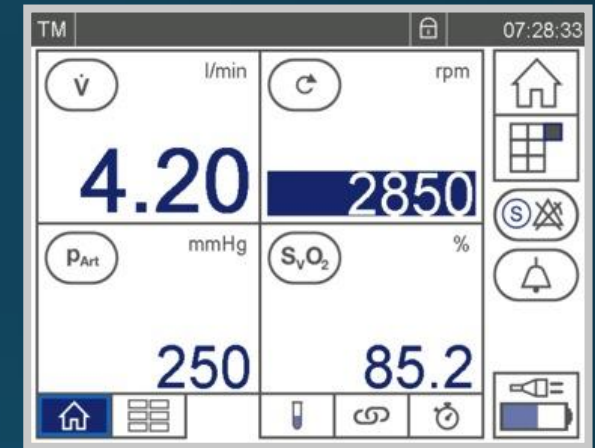 TM 07:28:33
V̇ l/min
4.20
rpm
2850
pArt mmHg
250
SvO2 %
85.2
S